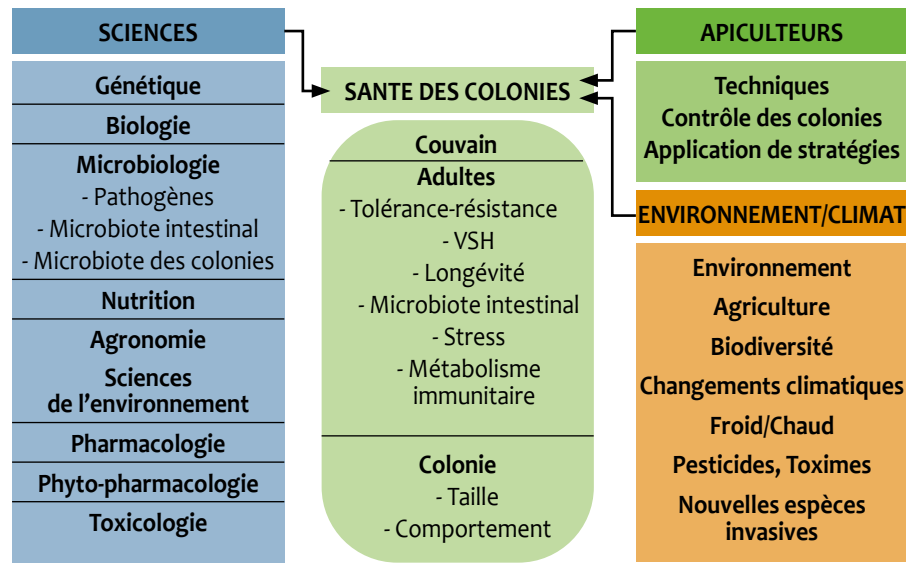 SCIENCES
Génétique
Biologie
Microbiologie
- Pathogènes
- Microbiote intestinal
- Microbiote des colonies
Nutrition
Agronomie
Sciences
de l'environnement
Pharmacologie
Phyto-pharmacologie
Toxicologie
SANTE DES COLONIES
Couvain
Adultes
- Tolérance-résistance
- VSH
- Longévité
- Microbiote intestinal
- Stress
- Métabolisme
immunitaire
Colonie
- Taille
- Comportement
APICULTEURS
Techniques
Contrôle des colonies
Application de stratégies
ENVIRONNEMENT/CLIMAT
Environnement
Agriculture
Biodiversité
Changements climatiques
Froid/Chaud
Pesticides, Toximes
Nouvelles espèces
invasives